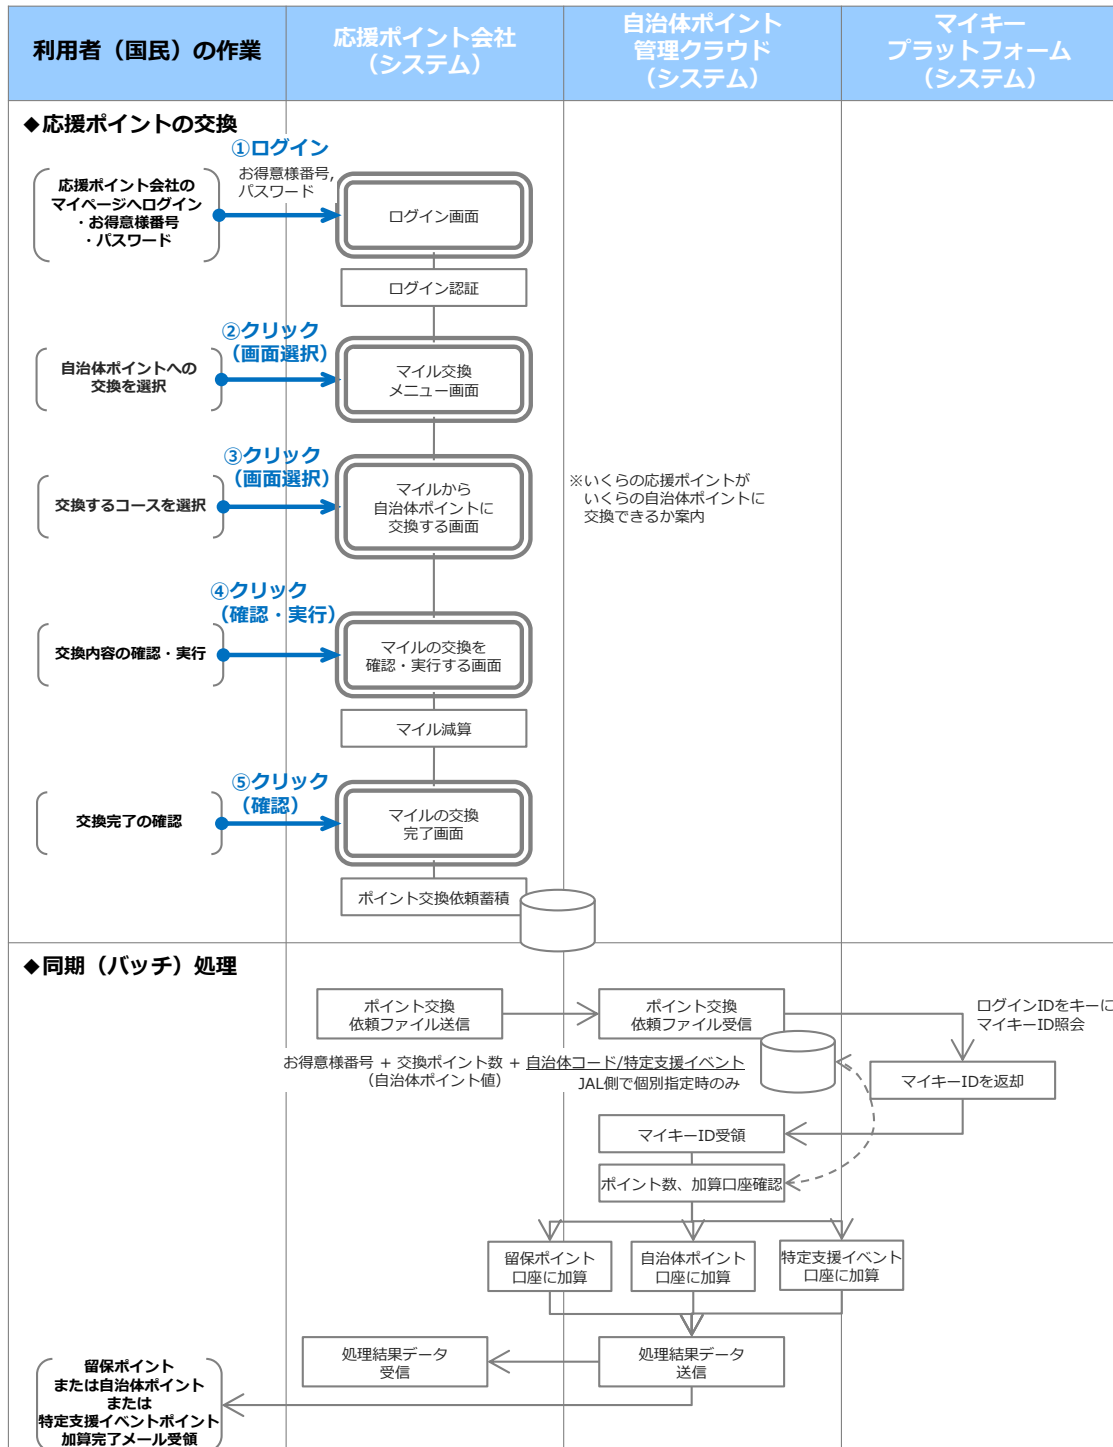 利用者（国民）の作業
応援ポイント会社
（システム）
自治体ポイント
管理クラウド
（システム）
マイキー
プラットフォーム
（システム）
◆応援ポイントの交換
①ログイン
お得意様番号,
パスワード
応援ポイント会社の
マイページへログイン
・お得意様番号
・パスワード
ログイン画面
ログイン認証
②クリック
（画面選択）
自治体ポイントへの
交換を選択
マイル交換
メニュー画面
③クリック
（画面選択）
交換するコースを選択
マイルから
自治体ポイントに
交換する画面
※いくらの応援ポイントが
いくらの自治体ポイントに
交換できるか案内
④クリック
（確認・実行）
交換内容の確認・実行
マイルの交換を
確認・実行する画面
マイル減算
⑤クリック
（確認）
交換完了の確認
マイルの交換
完了画面
ポイント交換依頼蓄積
◆同期（バッチ）処理
ポイント交換
依頼ファイル送信
ポイント交換
依頼ファイル受信
ログインIDをキーに
マイキーID照会
お得意様番号 + 交換ポイント数 + 自治体コード/特定支援イベント
（自治体ポイント値）
JAL側で個別指定時のみ
マイキーIDを返却
マイキーID受領
ポイント数、加算口座確認
留保ポイント
口座に加算
自治体ポイント
口座に加算
特定支援イベント
口座に加算
処理結果データ
受信
処理結果データ
送信
留保ポイント
または自治体ポイント
または
特定支援イベントポイント
加算完了メール受領